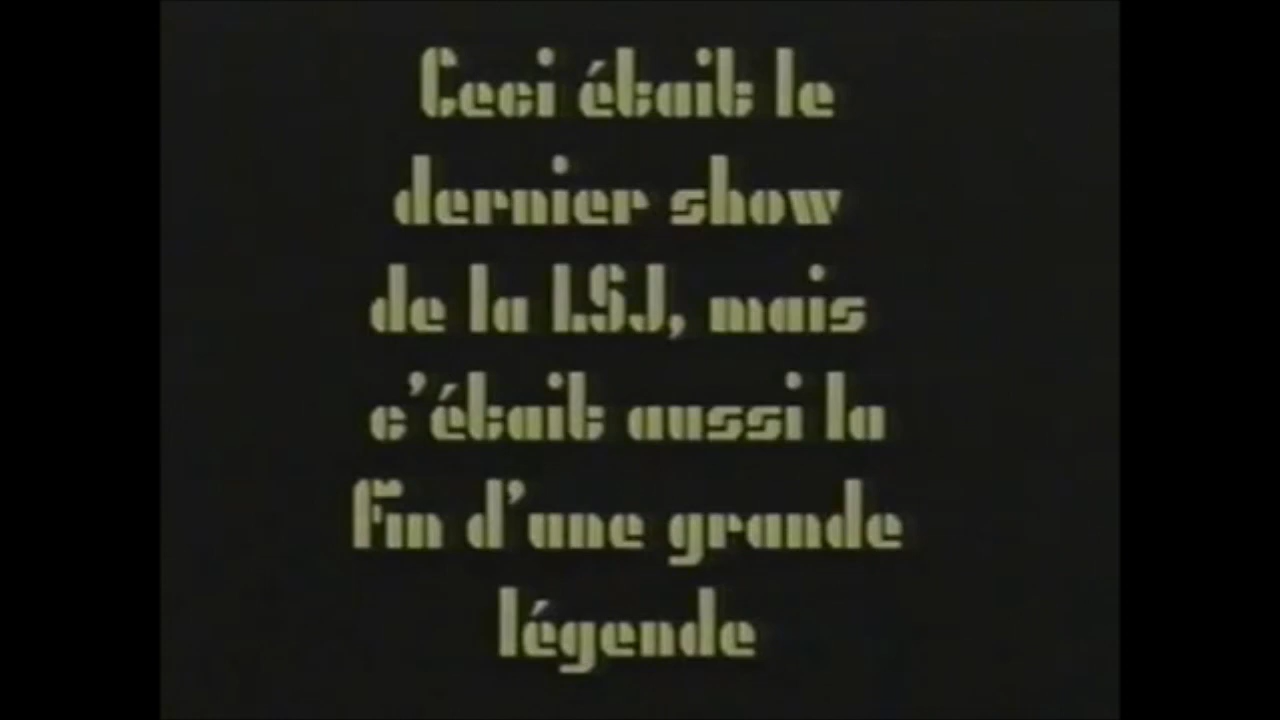 Ceci était le
dernier show
de la LSJ, mais
c'était aussi la
Fin d'une grande
légende